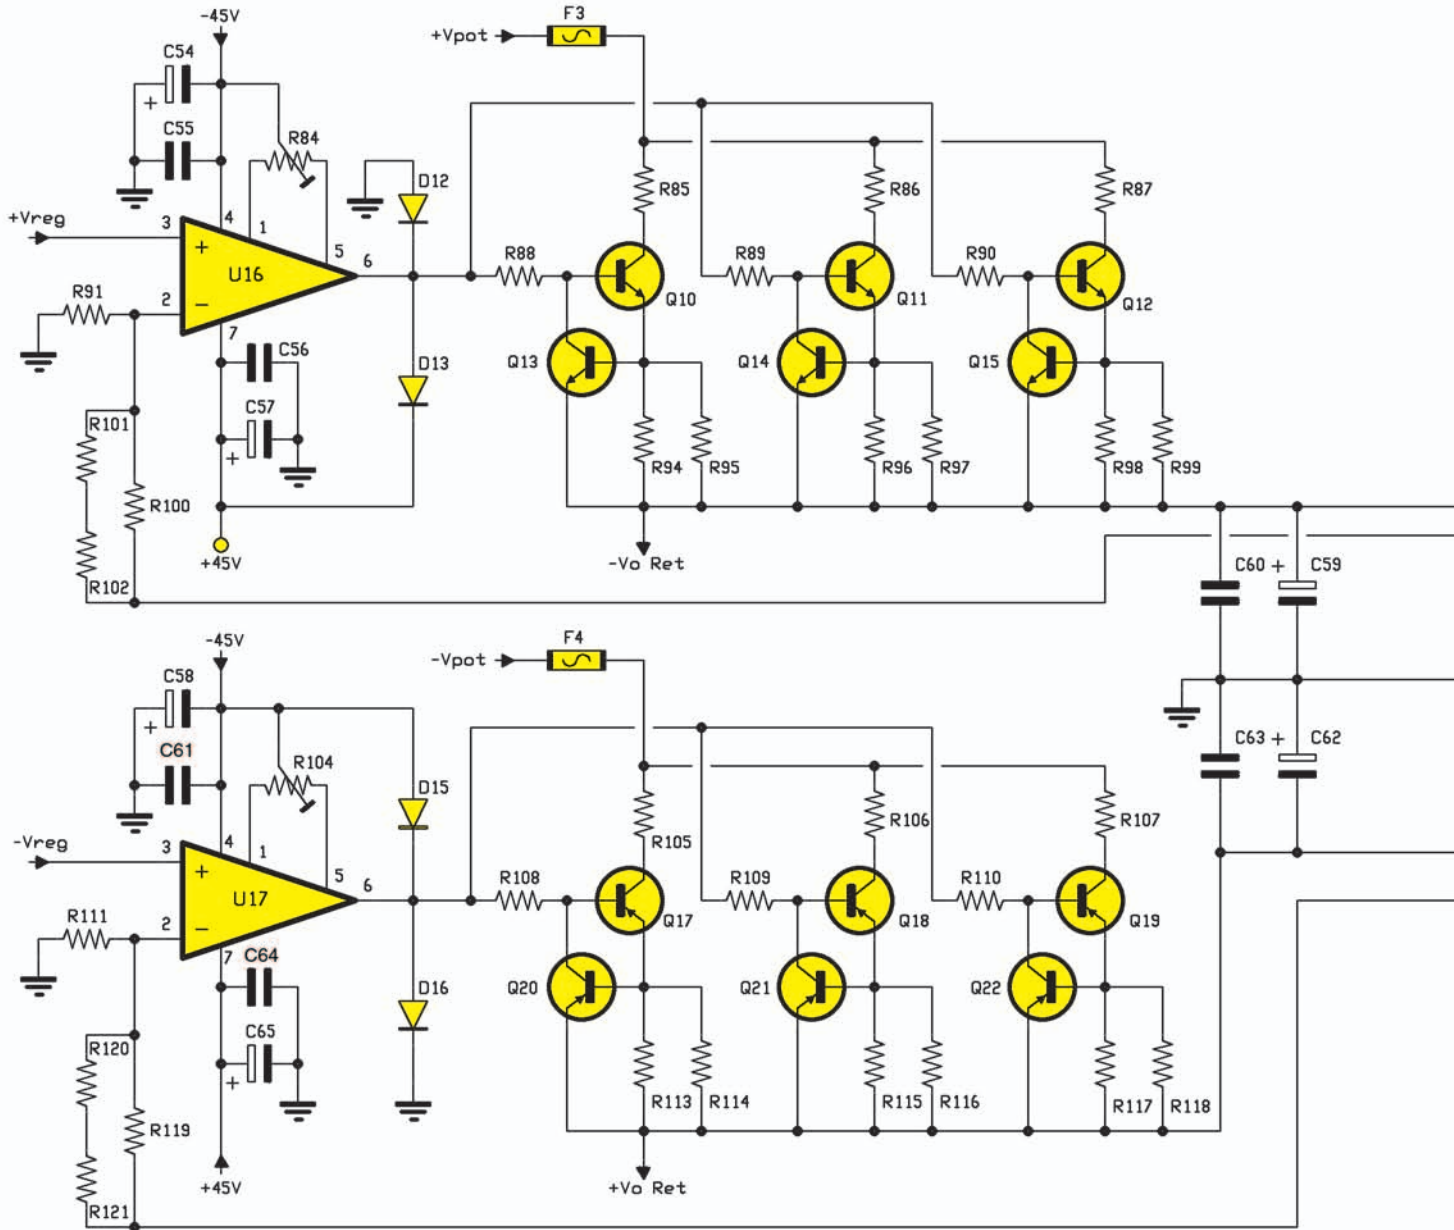 -45V
F3
+Vpot
C54
+
C55
R84
D12
R85
R86
R87
+Vreg
3
4
1
5
6
+
U16
R88
Q10
R89
Q11
R90
Q12
R91
2
−
7
C56
D13
Q13
Q14
Q15
C57
+
R101
R94
R95
R96
R97
R98
R99
R100
+45V
-Vo Ret
R102
C60
+
C59
-45V
F4
-Vpot
C58
+
C61
R104
D15
C63
+
C62
R105
R106
R107
-Vreg
3
4
1
5
6
+
U17
R108
Q17
R109
Q18
R110
Q19
R111
2
−
7
C64
D16
Q20
Q21
Q22
C65
+
R120
R113
R114
R115
R116
R117
R118
R119
+45V
+Vo Ret
R121